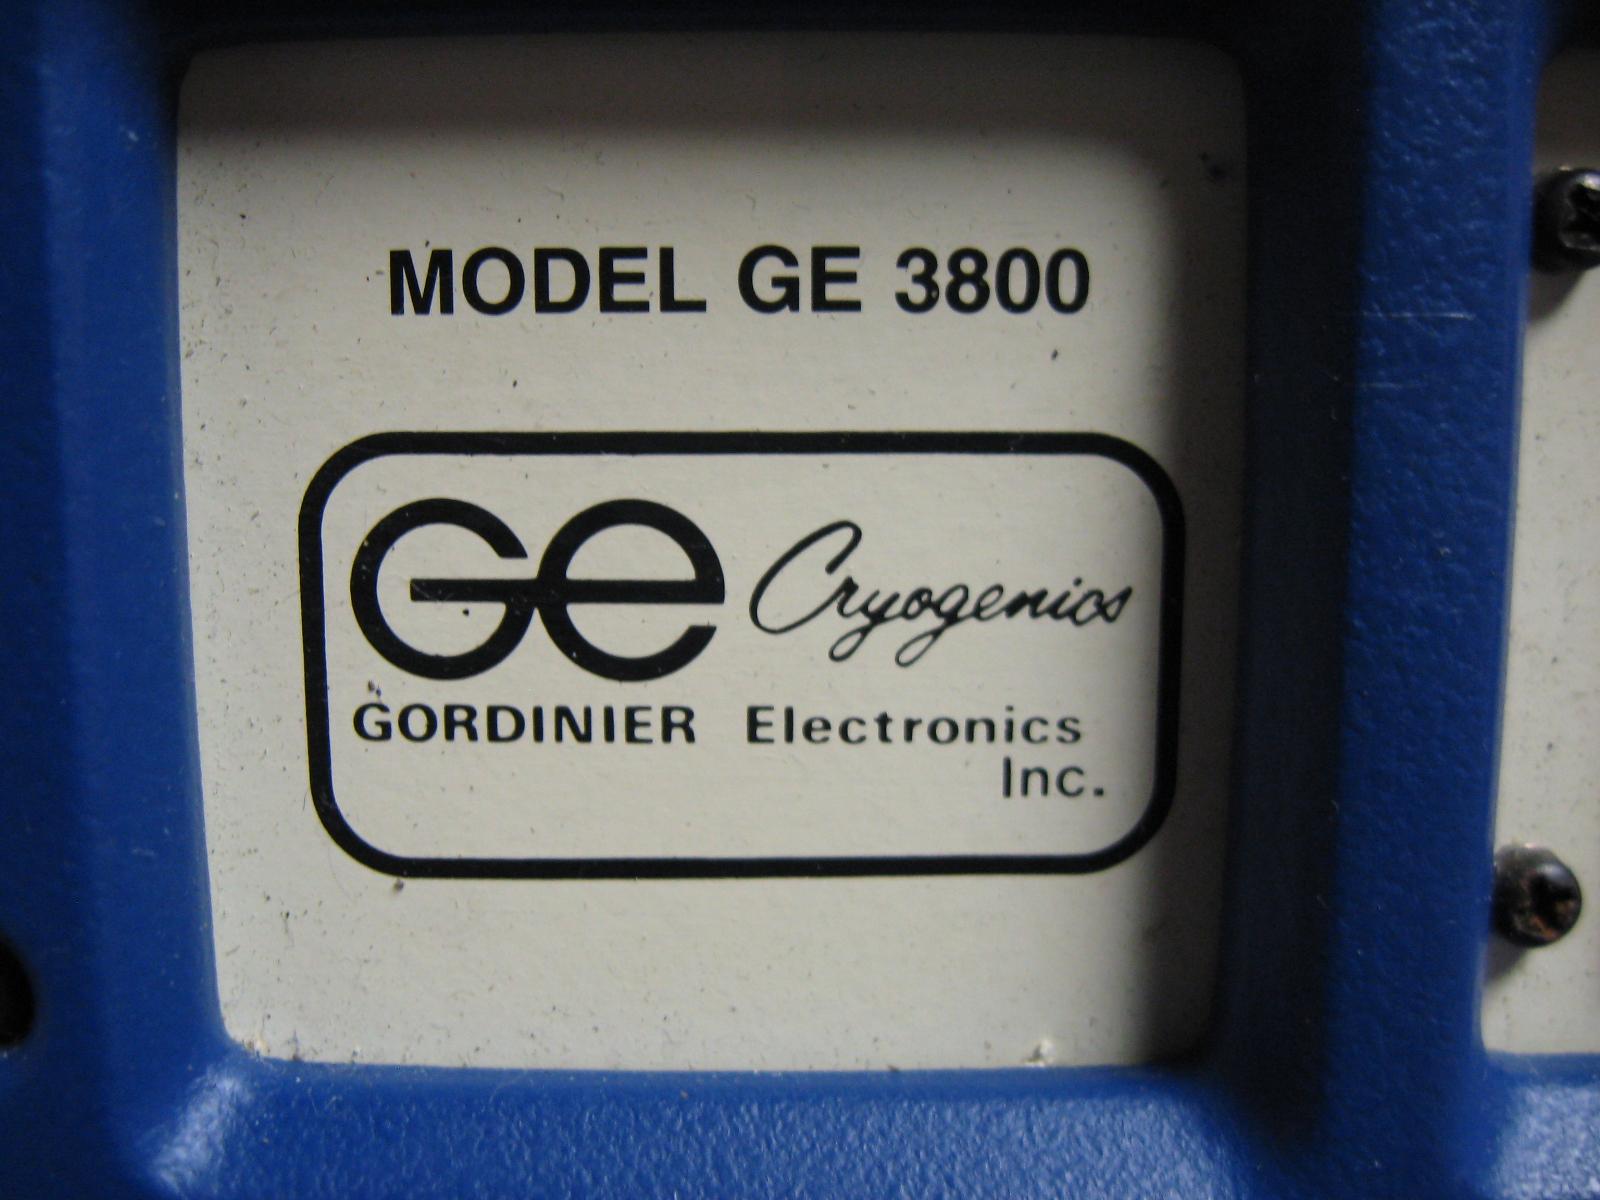 MODEL GE 3800
Ge Cryogenics
GORDINIER Electronics
Inc.